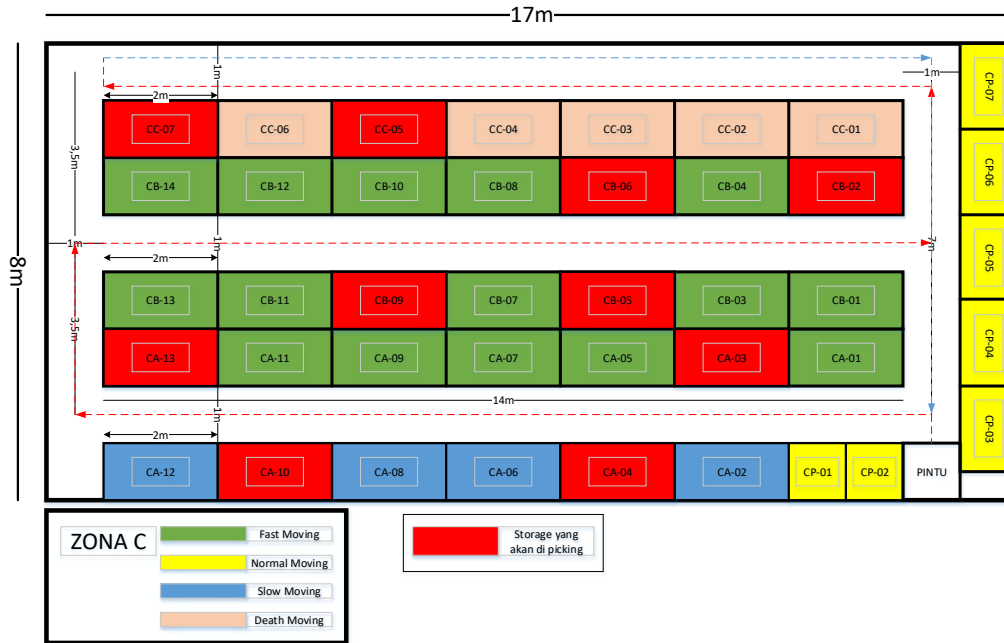 17m
1m
1m
2m
CP-07
CC-07
CC-06
CC-05
CC-04
CC-03
CC-02
CC-01
3,5m
CB-14
CB-12
CB-10
CB-08
CB-06
CB-04
CB-02
CP-06
1m
1m
7m
2m
CP-05
8m
CB-13
CB-11
CB-09
CB-07
CB-05
CB-03
CB-01
3,5m
CA-13
CA-11
CA-09
CA-07
CA-05
CA-03
CA-01
CP-04
14m
1m
2m
CP-03
CA-12
CA-10
CA-08
CA-06
CA-04
CA-02
CP-01
CP-02
PINTU
ZONA C
Fast Moving
Normal Moving
Slow Moving
Death Moving
Storage yang
akan di picking